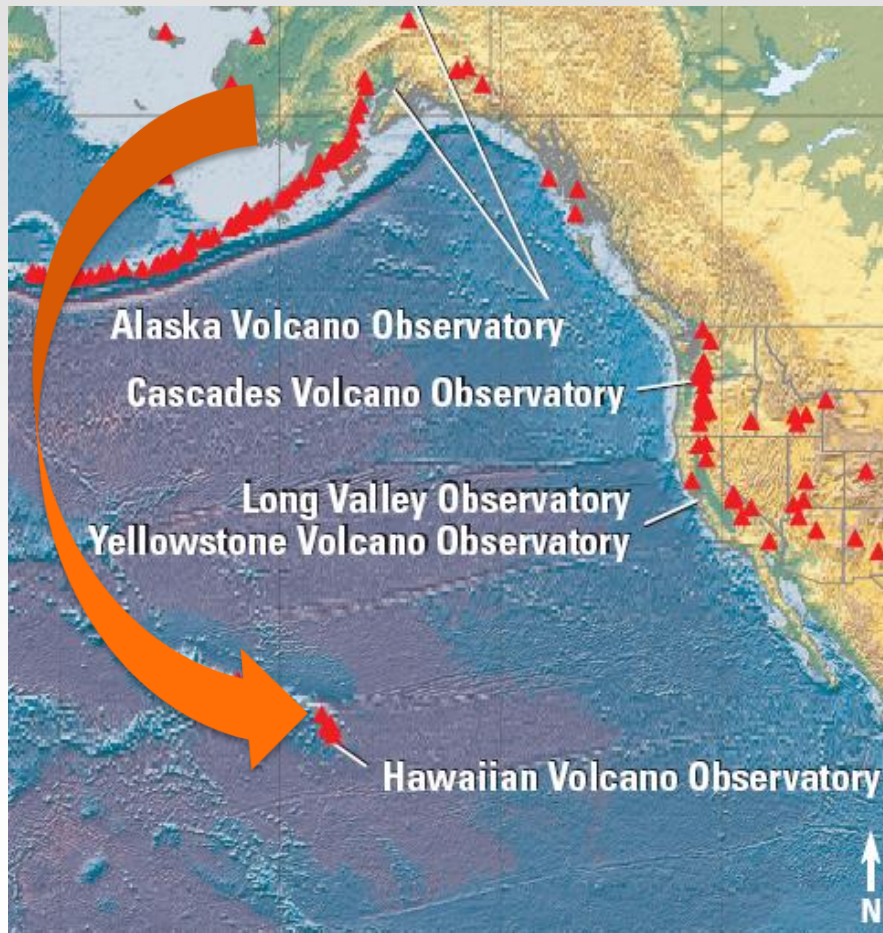 Alaska Volcano Observatory
Cascades Volcano Observatory
Long Valley Observatory
Yellowstone Volcano Observatory
Hawaiian Volcano Observatory
N